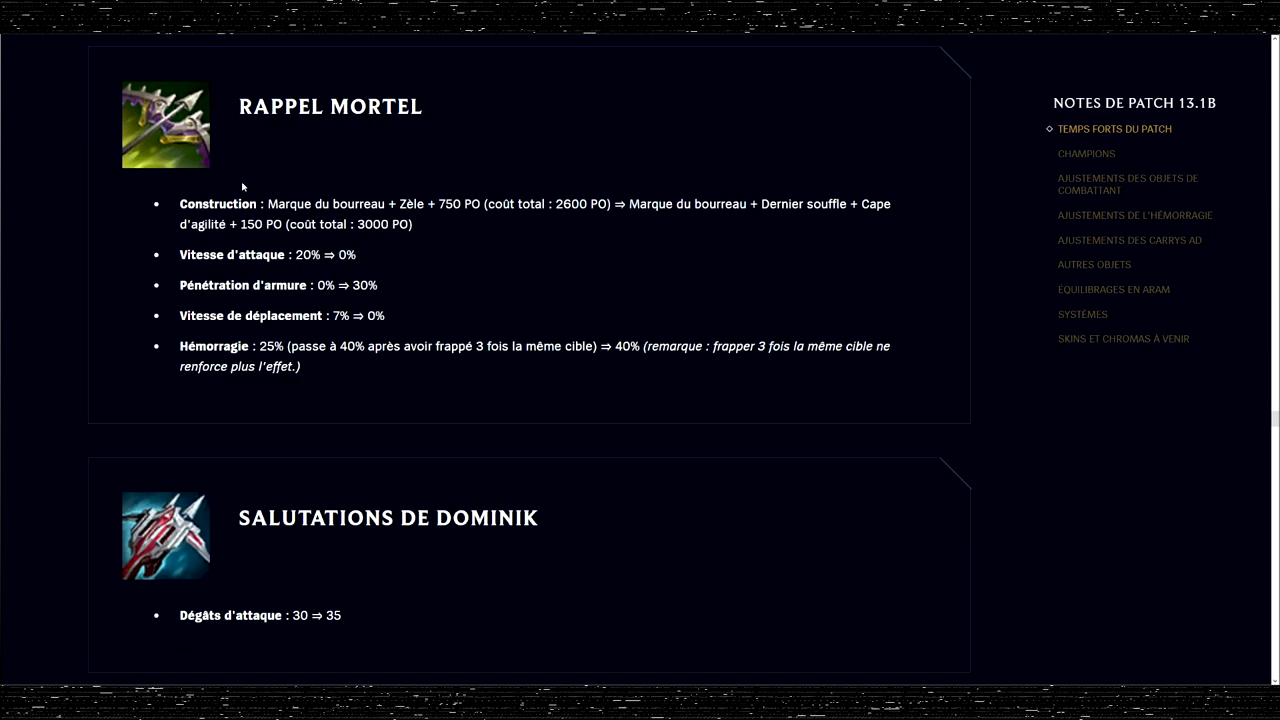 RAPPEL MORTEL
• Construction : Marque du bourreau + Zèle + 750 PO (coût total : 2600 PO) ⇒ Marque du bourreau + Dernier souffle + Cape
d'agilité + 150 PO (coût total : 3000 PO)
• Vitesse d'attaque : 20% ⇒ 0%
• Pénétration d'armure : 0% ⇒ 30%
• Vitesse de déplacement : 7% ⇒ 0%
• Hémorragie : 25% (passe à 40% après avoir frappé 3 fois la même cible) ⇒ 40% (remarque : frapper 3 fois la même cible ne
renforce plus l'effet.)
SALUTATIONS DE DOMINIK
• Dégâts d'attaque : 30 ⇒ 35
NOTES DE PATCH 13.1B
TEMPS FORTS DU PATCH
CHAMPIONS
AJUSTEMENTS DES OBJETS DE
COMBATTANT
AJUSTEMENTS DE L'HÉMORRAGIE
AJUSTEMENTS DES CARRYS AD
AUTRES OBJETS
ÉQUILIBRAGES EN ARAM
SYSTÈMES
SKINS ET CHROMAS À VENIR